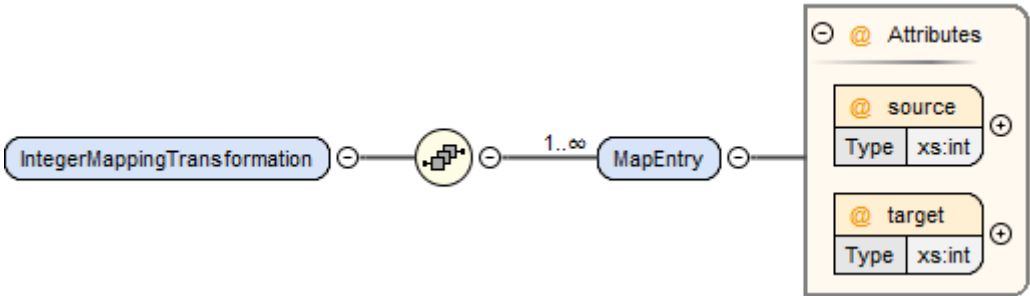 @ Attributes
@ source
Type xs:int
IntegerMappingTransformation
1..∞
MapEntry
@ target
Type xs:int